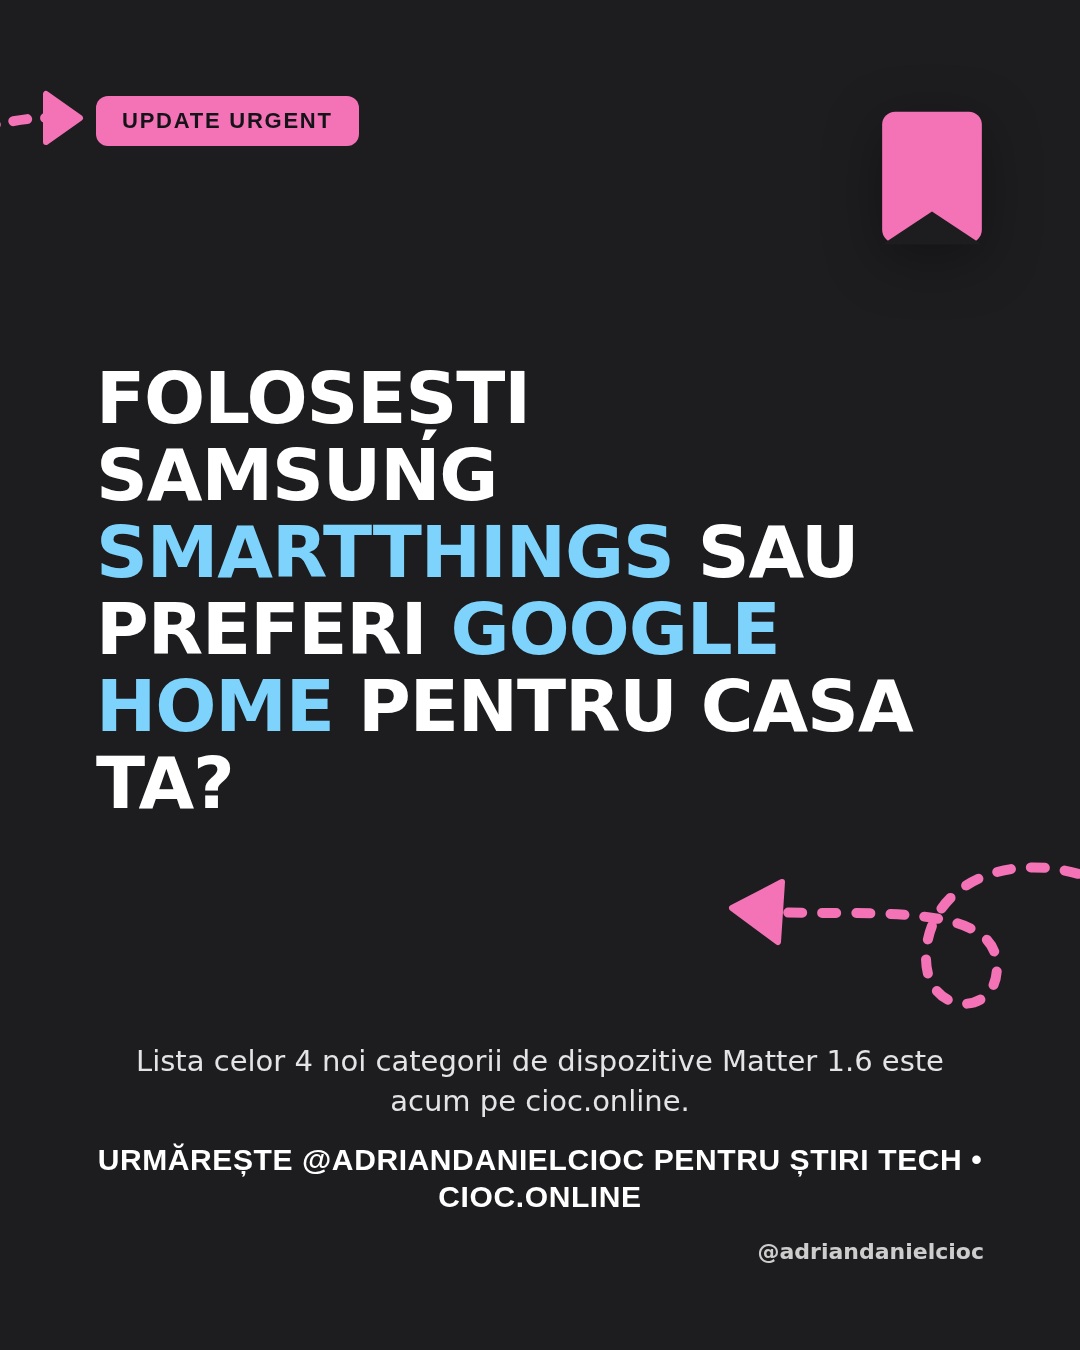 UPDATE URGENT
FOLOSEȘTI
SAMSUNG
SMARTTHINGS SAU
PREFERI GOOGLE
HOME PENTRU CASA
TA?
Lista celor 4 noi categorii de dispozitive Matter 1.6 este
acum pe cioc.online.
URMĂREȘTE @ADRIANDANIELCIOC PENTRU ȘTIRI TECH •
CIOC.ONLINE
@adriandanielcioc